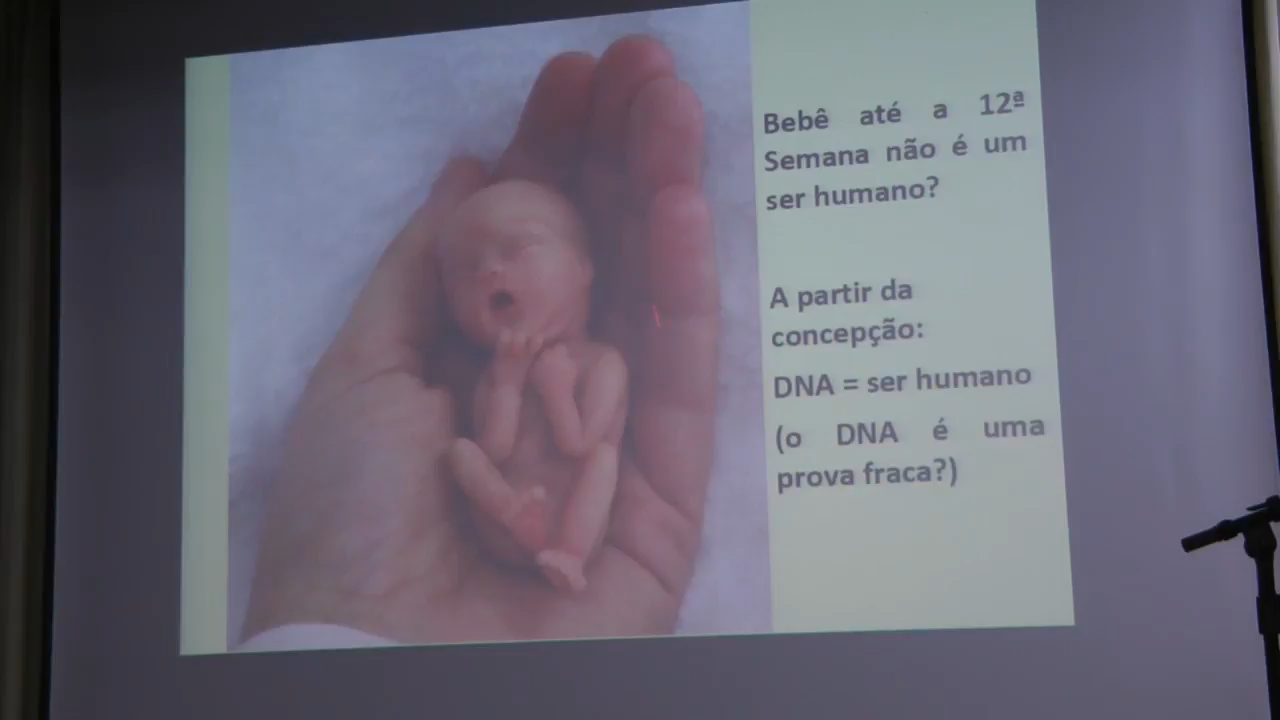 Bebê até a 12ª
Semana não é um
ser humano?
A partir da
concepção:
DNA = ser humano
(o DNA é uma
prova fraca?)